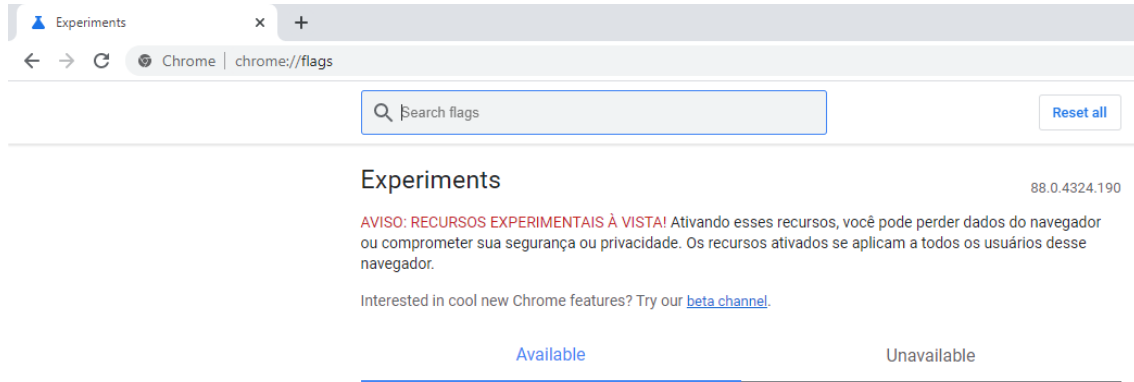 Experiments
Chrome | chrome://flags
Search flags
Reset all
Experiments
88.0.4324.190
AVISO: RECURSOS EXPERIMENTAIS À VISTA! Ativando esses recursos, você pode perder dados do navegador
ou comprometer sua segurança ou privacidade. Os recursos ativados se aplicam a todos os usuários desse
navegador.
Interested in cool new Chrome features? Try our beta channel.
Available
Unavailable